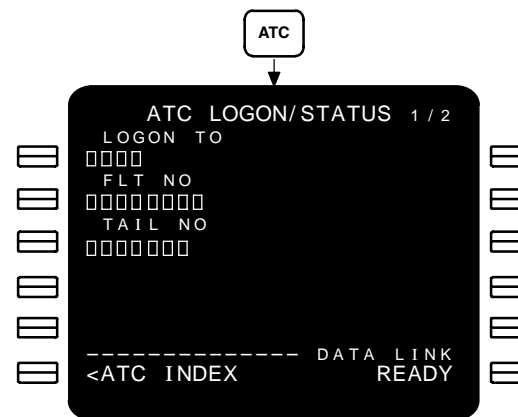 ATC
ATC LOGON/STATUS 1/2
LOGON TO
▯▯▯▯
FLT NO
▯▯▯▯▯▯▯▯
TAIL NO
▯▯▯▯▯▯▯
-------------- DATA LINK
<ATC INDEX READY